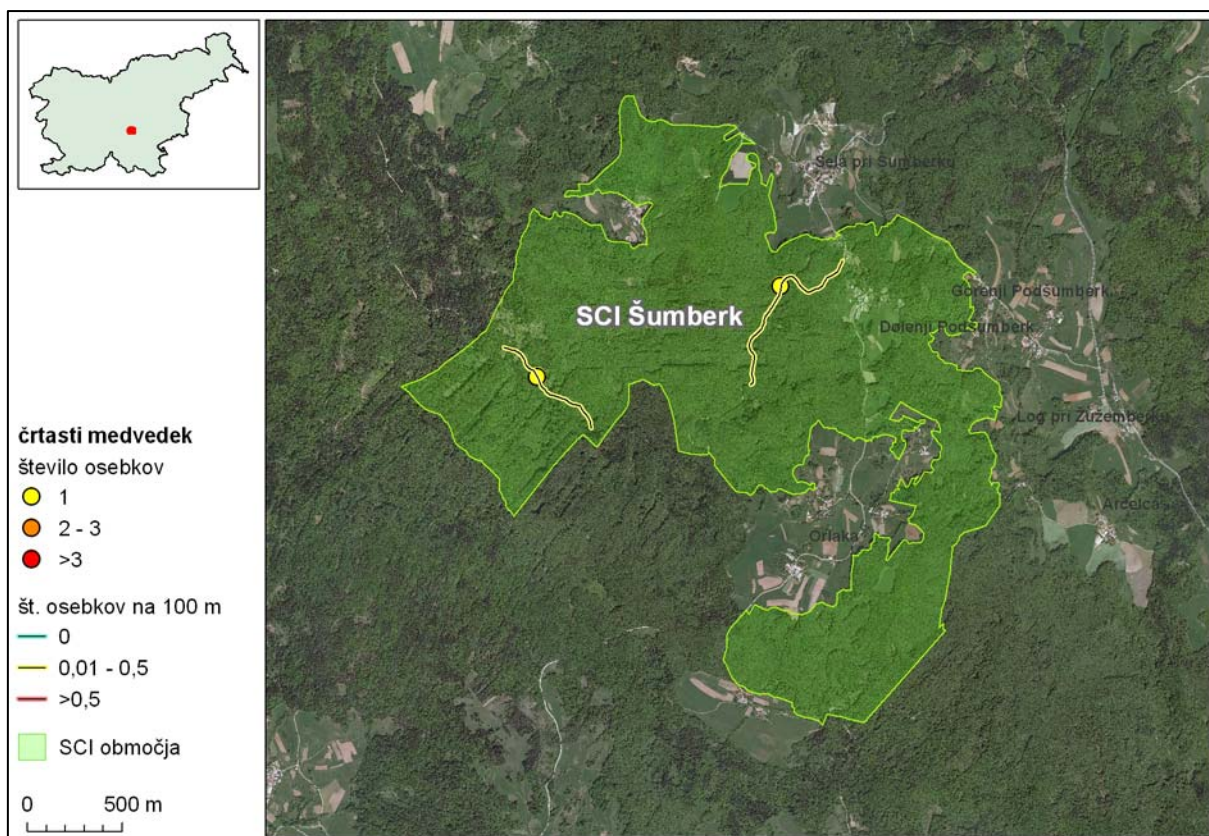 črtasti medvedek
število osebkov
1
2 - 3
>3
št. osebkov na 100 m
0
0,01 - 0,5
>0,5
SCI območja
0 500 m
Sela pri Šumberku
SCI Šumberk
Gorenji Podšumberk
Dolenji Podšumberk
Log pri Žužemberku
Arčelca
Orlaka